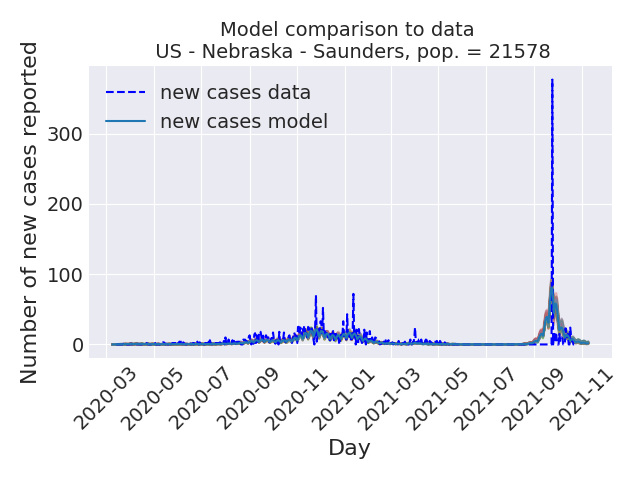 Model comparison to data
US - Nebraska - Saunders, pop. = 21578
Number of new cases reported
new cases data
new cases model
300
200
100
0
2020-03
2020-05
2020-07
2020-09
2020-11
2021-01
2021-03
2021-05
2021-07
2021-09
2021-11
Day